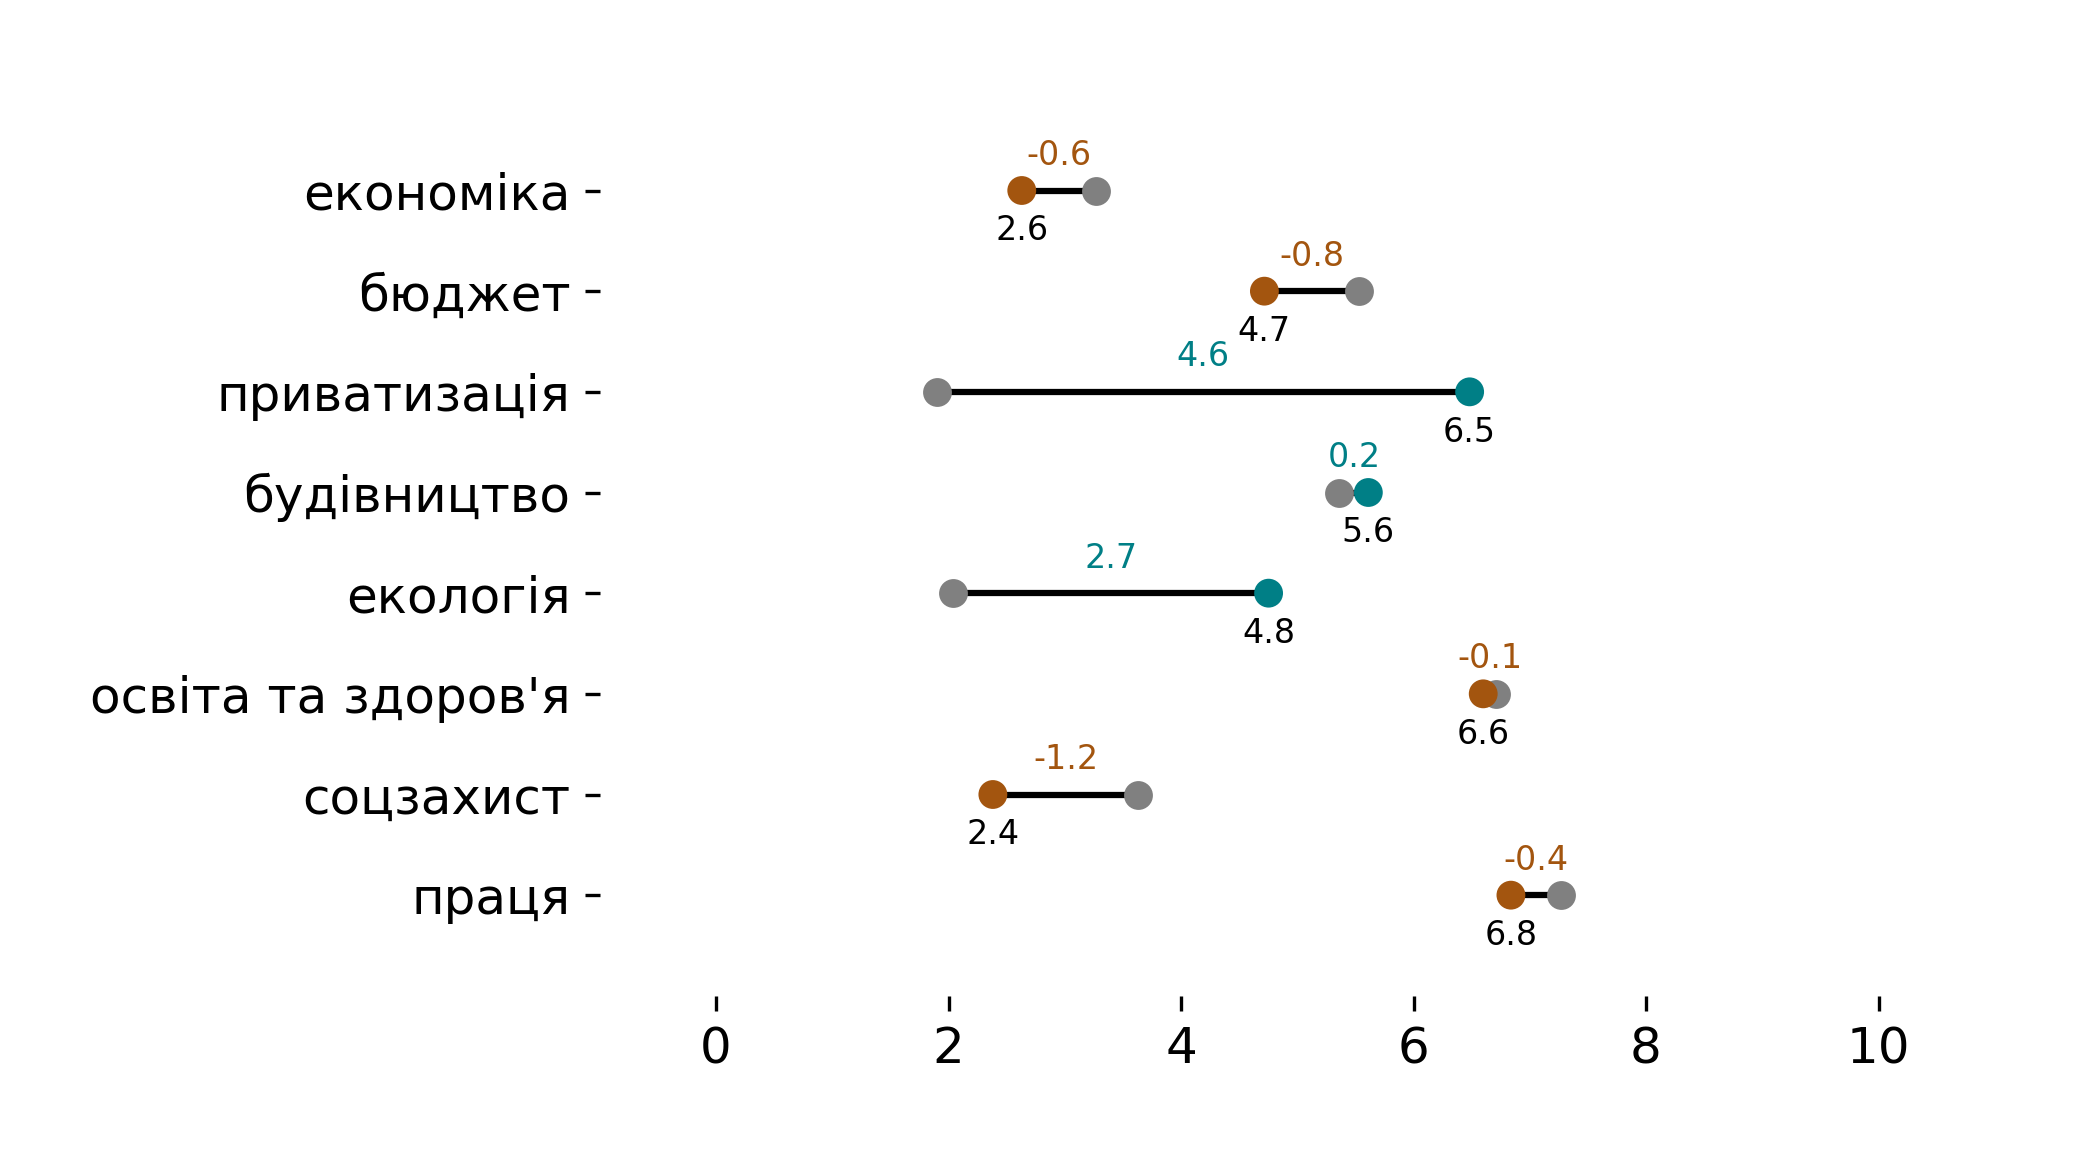 -0.6
економіка
2.6
-0.8
бюджет
4.7
4.6
приватизація
6.5
0.2
будівництво
5.6
2.7
екологія
4.8
-0.1
освіта та здоров'я
6.6
-1.2
соцзахист
2.4
-0.4
праця
6.8
0 2 4 6 8 10